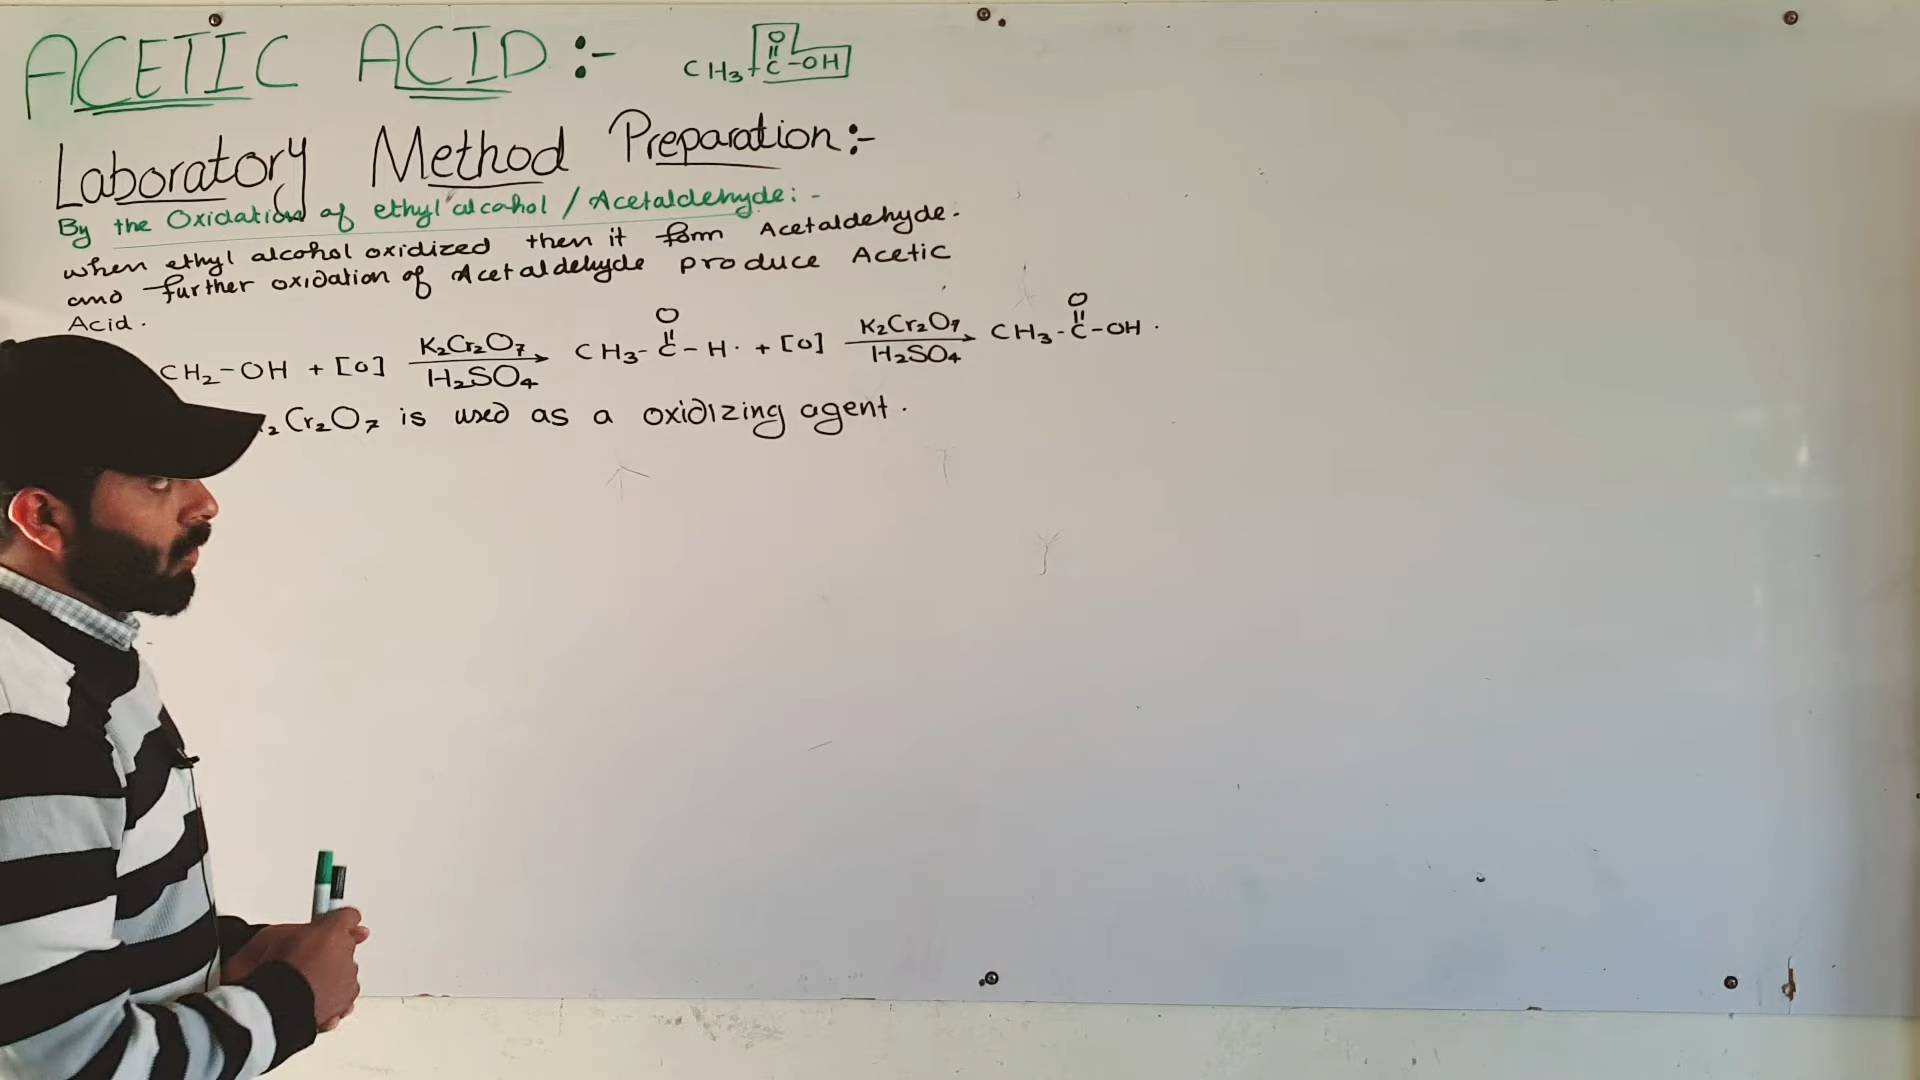 ACETIC ACID :-
O
CH3-C-OH
Laboratory Method Preparation:-
By the Oxidation of ethyl alcohol / Acetaldehyde:-
when ethyl alcohol oxidized then it form Acetaldehyde.
and further oxidation of Acetaldehyde produce Acetic
Acid.
CH2-OH + [O] K2Cr2O7 / H2SO4 → CH3-C(=O)-H. + [O] K2Cr2O7 / H2SO4 → CH3-C(=O)-OH.
2Cr2O7 is used as a oxidizing agent.